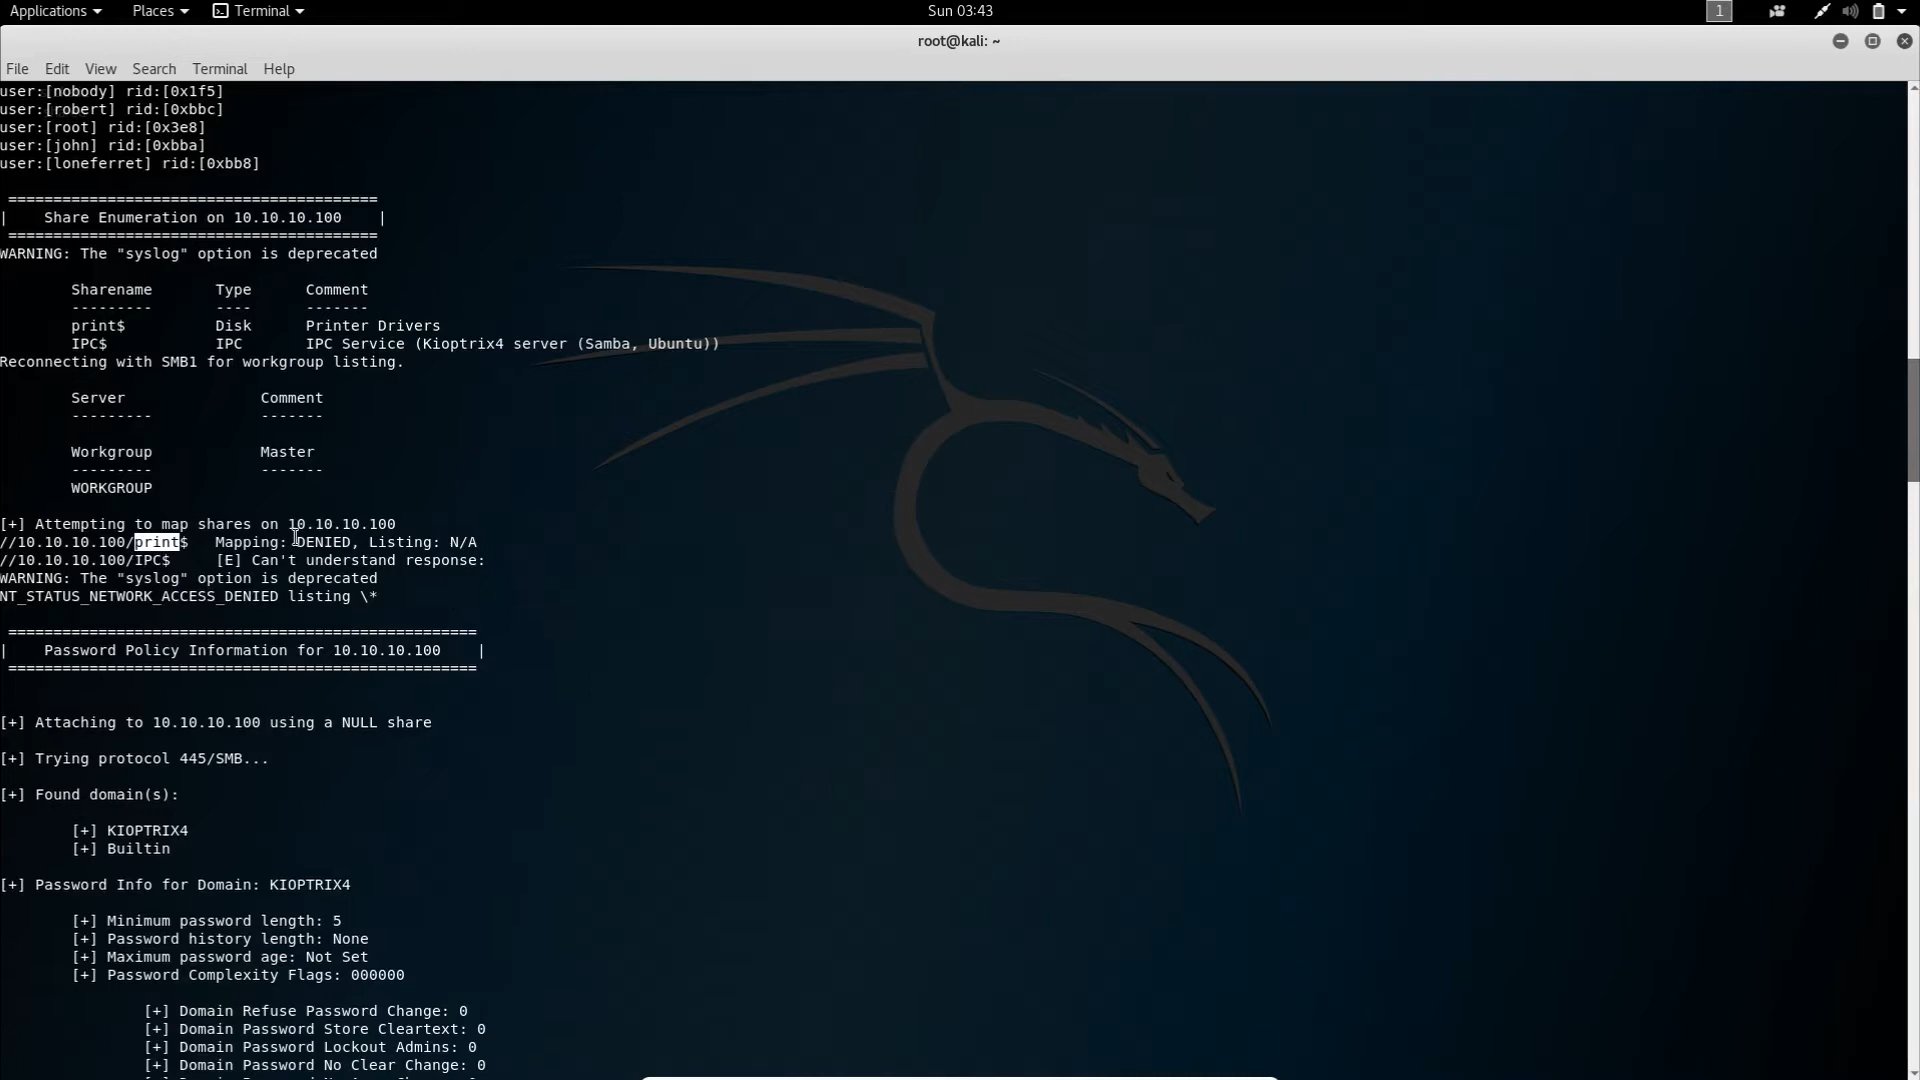 Applications Places Terminal Sun 03:43 1
root@kali: ~
File Edit View Search Terminal Help
user:[nobody] rid:[0x1f5]
user:[robert] rid:[0xbbc]
user:[root] rid:[0x3e8]
user:[john] rid:[0xbba]
user:[loneferret] rid:[0xbb8]
==========================================
| Share Enumeration on 10.10.10.100 |
==========================================
WARNING: The "syslog" option is deprecated
Sharename Type Comment
--------- ---- -------
print$ Disk Printer Drivers
IPC$ IPC IPC Service (Kioptrix4 server (Samba, Ubuntu))
Reconnecting with SMB1 for workgroup listing.
Server Comment
--------- -------
Workgroup Master
--------- -------
WORKGROUP
[+] Attempting to map shares on 10.10.10.100
//10.10.10.100/print$ Mapping: DENIED, Listing: N/A
//10.10.10.100/IPC$ [E] Can't understand response:
WARNING: The "syslog" option is deprecated
NT_STATUS_NETWORK_ACCESS_DENIED listing \*
=====================================================
| Password Policy Information for 10.10.10.100 |
=====================================================
[+] Attaching to 10.10.10.100 using a NULL share
[+] Trying protocol 445/SMB...
[+] Found domain(s):
[+] KIOPTRIX4
[+] Builtin
[+] Password Info for Domain: KIOPTRIX4
[+] Minimum password length: 5
[+] Password history length: None
[+] Maximum password age: Not Set
[+] Password Complexity Flags: 000000
[+] Domain Refuse Password Change: 0
[+] Domain Password Store Cleartext: 0
[+] Domain Password Lockout Admins: 0
[+] Domain Password No Clear Change: 0